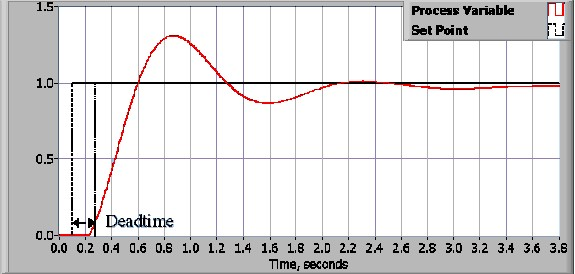 Process Variable
Set Point
1.5
1.0
0.5
0.0
Deadtime
0.0 0.2 0.4 0.6 0.8 1.0 1.2 1.4 1.6 1.8 2.0 2.2 2.4 2.6 2.8 3.0 3.2 3.4 3.6 3.8
Time, seconds